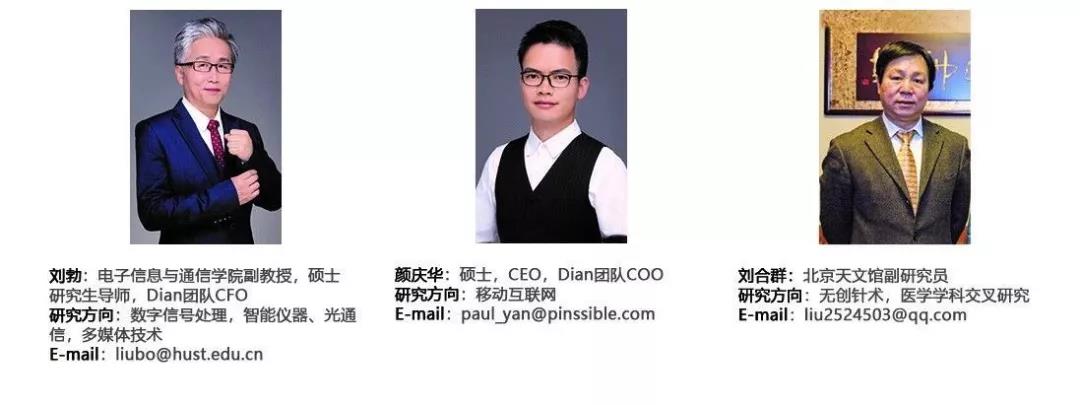 刘勃：电子信息与通信学院副教授，硕士
研究生导师，Dian团队CFO
研究方向：数字信号处理，智能仪器、光通
信，多媒体技术
E-mail：liubo@hust.edu.cn
颜庆华：硕士，CEO，Dian团队COO
研究方向：移动互联网
E-mail：paul_yan@pinssible.com
刘合群：北京天文馆副研究员
研究方向：无创针术，医学学科交叉研究
E-mail：liu2524503@qq.com